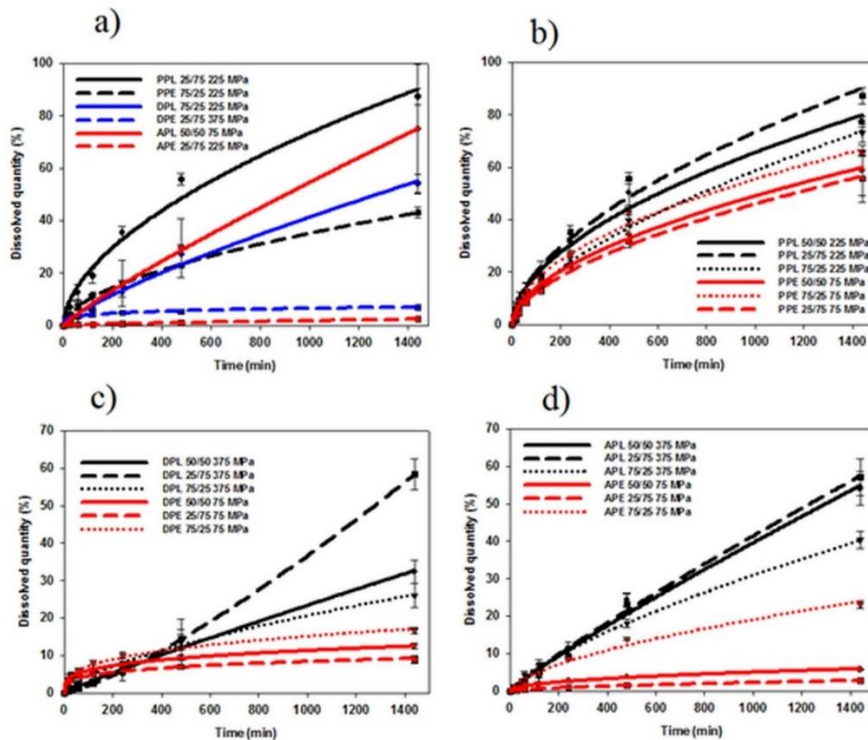 a)
Dissolved quantity (%)
100
80
60
40
20
0
PPL 25/75 225 MPa
PPE 75/25 225 MPa
DPL 75/25 225 MPa
DPE 25/75 375 MPa
APL 50/50 75 MPa
APE 25/75 225 MPa
0 200 400 600 800 1000 1200 1400
Time (min)
b)
Dissolved quantity (%)
100
80
60
40
20
0
PPL 50/50 225 MPa
PPL 25/75 225 MPa
PPL 75/25 225 MPa
PPE 50/50 75 MPa
PPE 75/25 75 MPa
PPE 25/75 75 MPa
0 200 400 600 800 1000 1200 1400
Time (min)
c)
Dissolved quantity (%)
70
60
50
40
30
20
10
0
DPL 50/50 375 MPa
DPL 25/75 375 MPa
DPL 75/25 375 MPa
DPE 50/50 75 MPa
DPE 25/75 75 MPa
DPE 75/25 75 MPa
0 200 400 600 800 1000 1200 1400
Time (min)
d)
Dissolved quantity (%)
70
60
50
40
30
20
10
0
APL 50/50 375 MPa
APL 25/75 375 MPa
APL 75/25 375 MPa
APE 50/50 75 MPa
APE 25/75 75 MPa
APE 75/25 75 MPa
0 200 400 600 800 1000 1200 1400
Time (min)